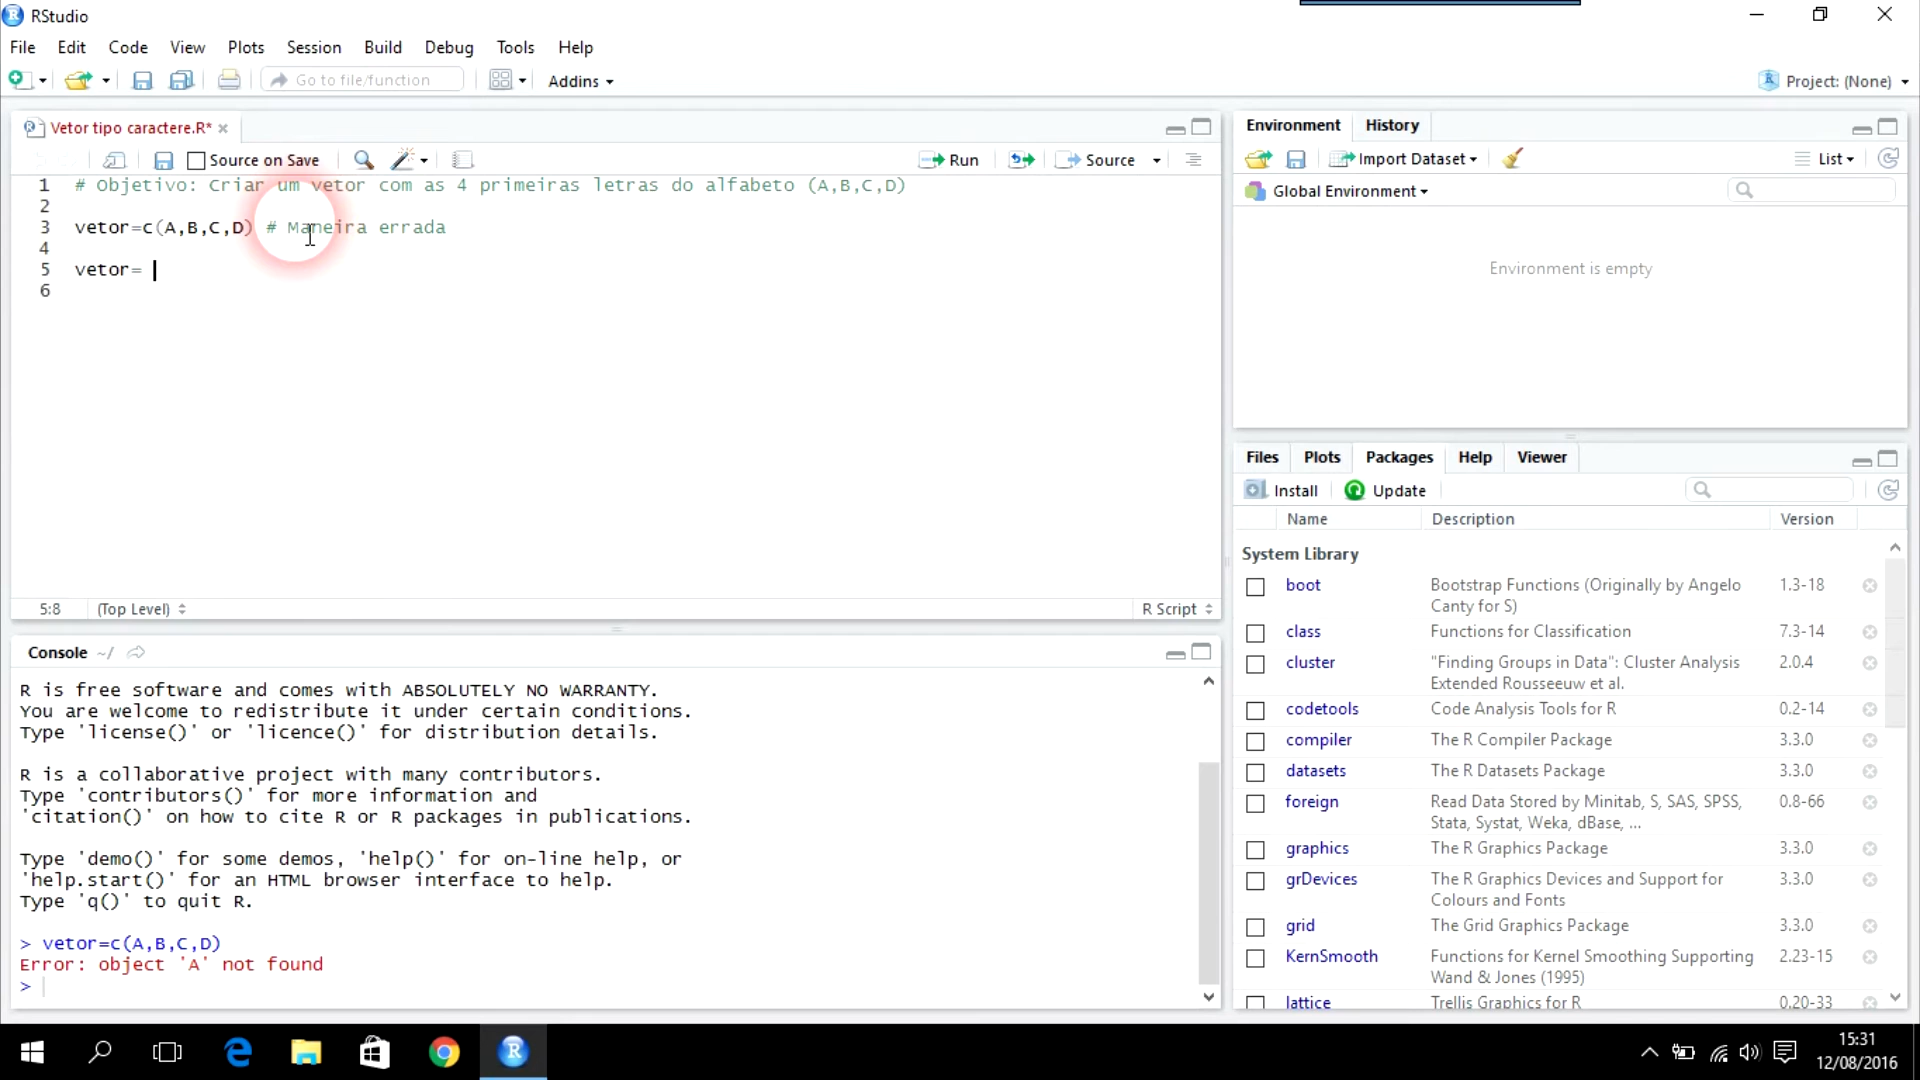 RStudio
File Edit Code View Plots Session Build Debug Tools Help
Go to file/function Addins Project: (None)
Vetor tipo caractere.R*
Source on Save Run Source
1 # Objetivo: Criar um vetor com as 4 primeiras letras do alfabeto (A,B,C,D)
2
3 vetor=c(A,B,C,D) # Maneira errada
4
5 vetor=
6
5:8 (Top Level) R Script
Console ~/
R is free software and comes with ABSOLUTELY NO WARRANTY.
You are welcome to redistribute it under certain conditions.
Type 'license()' or 'licence()' for distribution details.
R is a collaborative project with many contributors.
Type 'contributors()' for more information and
'citation()' on how to cite R or R packages in publications.
Type 'demo()' for some demos, 'help()' for on-line help, or
'help.start()' for an HTML browser interface to help.
Type 'q()' to quit R.
> vetor=c(A,B,C,D)
Error: object 'A' not found
>
Environment History
Import Dataset List
Global Environment
Environment is empty
Files Plots Packages Help Viewer
Install Update
Name Description Version
System Library
boot Bootstrap Functions (Originally by Angelo 1.3-18
Canty for S)
class Functions for Classification 7.3-14
cluster "Finding Groups in Data": Cluster Analysis 2.0.4
Extended Rousseeuw et al.
codetools Code Analysis Tools for R 0.2-14
compiler The R Compiler Package 3.3.0
datasets The R Datasets Package 3.3.0
foreign Read Data Stored by Minitab, S, SAS, SPSS, 0.8-66
Stata, Systat, Weka, dBase, ...
graphics The R Graphics Package 3.3.0
grDevices The R Graphics Devices and Support for 3.3.0
Colours and Fonts
grid The Grid Graphics Package 3.3.0
KernSmooth Functions for Kernel Smoothing Supporting 2.23-15
Wand & Jones (1995)
lattice Trellis Graphics for R 0.20-33
15:31
12/08/2016